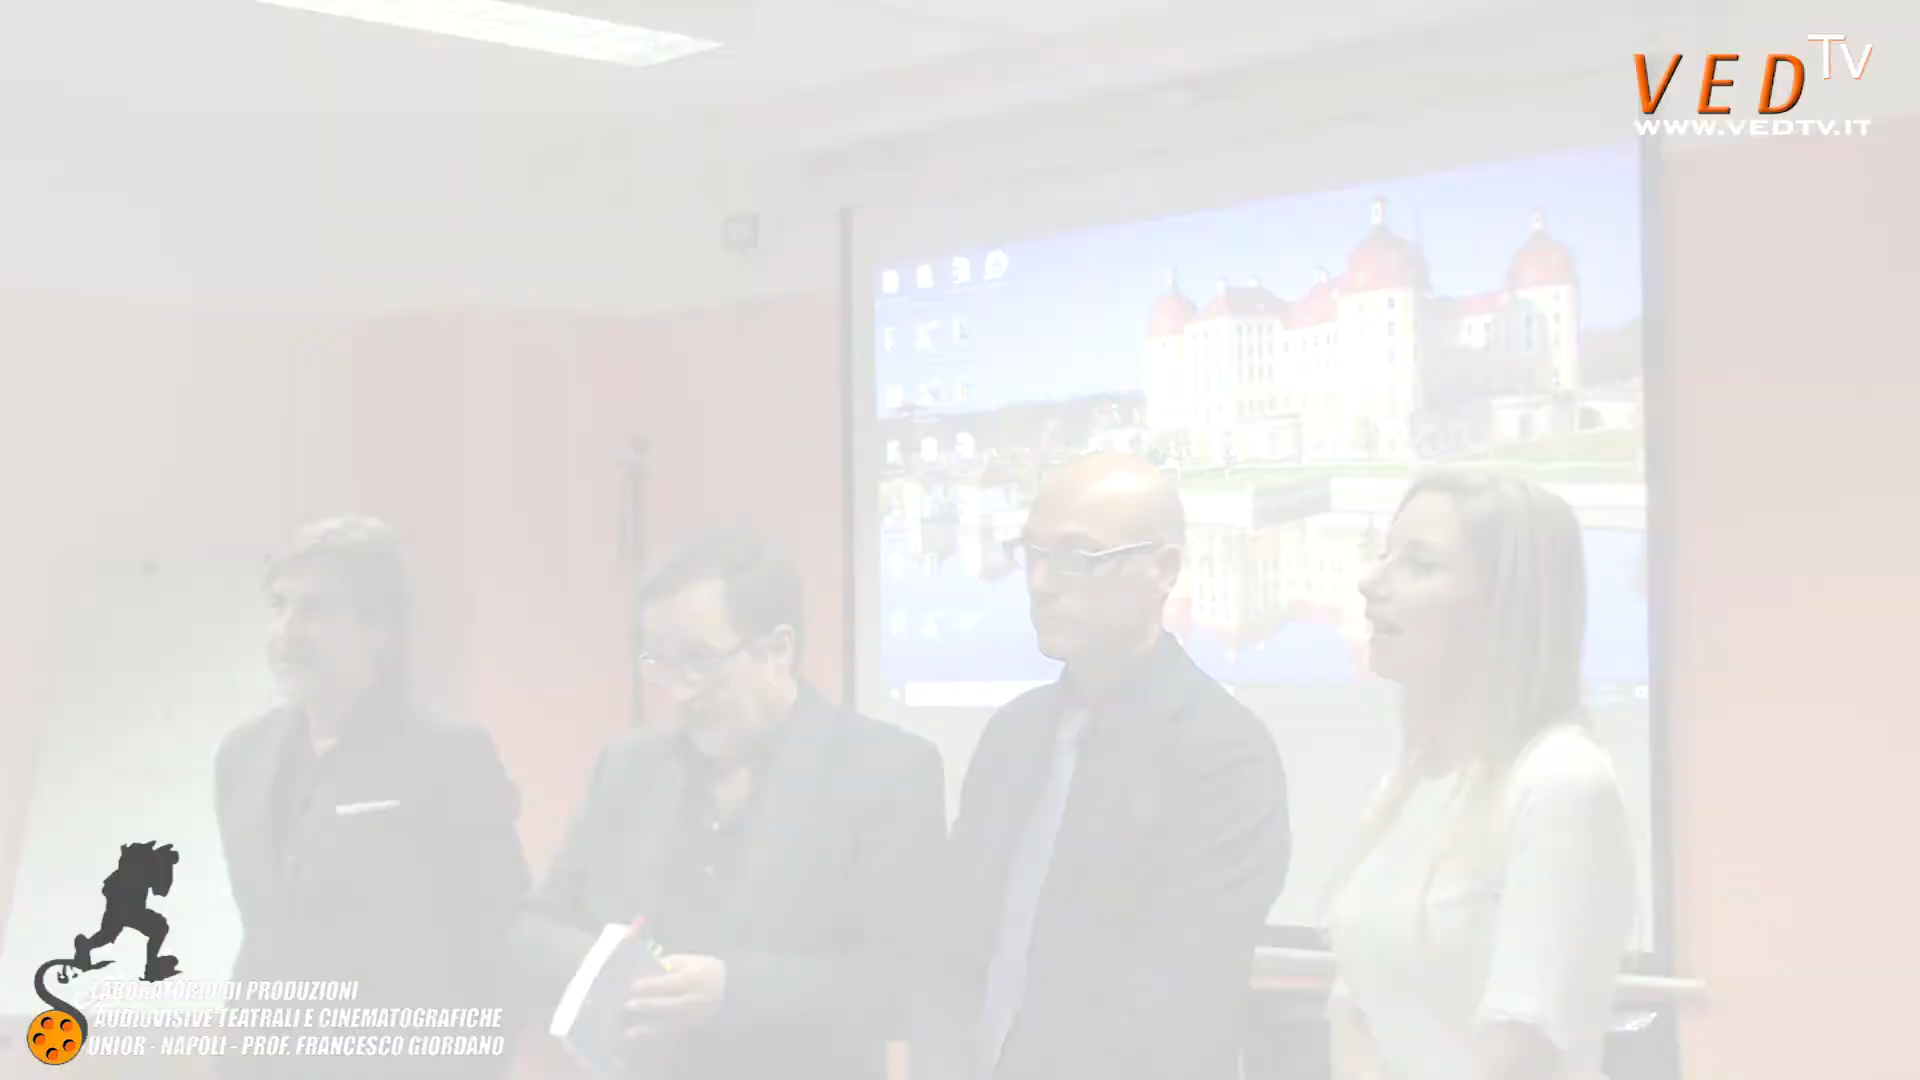 VED Tv
WWW.VEDTV.IT
LABORATORIO DI PRODUZIONI
AUDIOVISIVE TEATRALI E CINEMATOGRAFICHE
UNIOR - NAPOLI - PROF. FRANCESCO GIORDANO